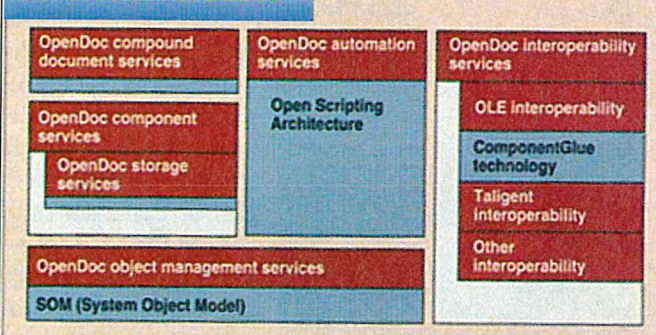 OpenDoc compound
document services
OpenDoc component
services
OpenDoc storage
services
OpenDoc automation
services
Open Scripting
Architecture
OpenDoc interoperability
services
OLE interoperability
ComponentGlue
technology
Taligent
interoperability
Other
interoperability
OpenDoc object management services
SOM (System Object Model)